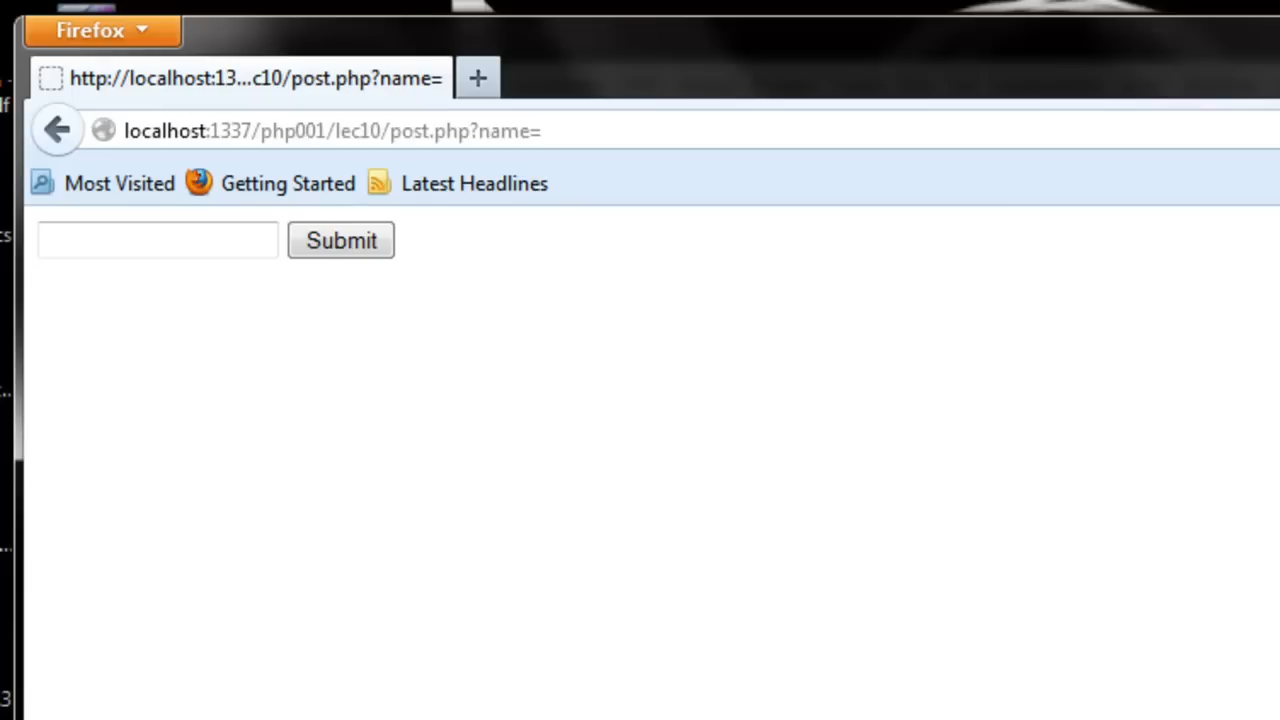 Firefox
http://localhost:13...c10/post.php?name=
localhost:1337/php001/lec10/post.php?name=
Most Visited Getting Started Latest Headlines
Submit